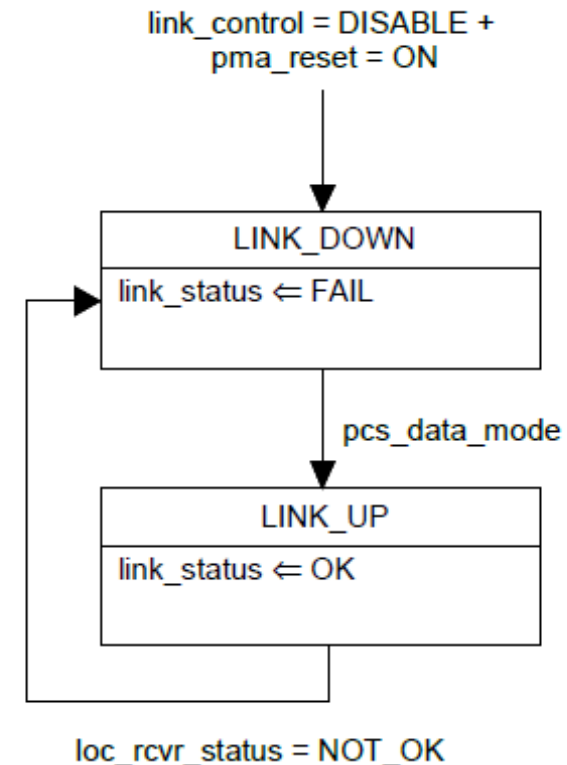 link_control = DISABLE +
pma_reset = ON
LINK_DOWN
link_status ⇐ FAIL
pcs_data_mode
LINK_UP
link_status ⇐ OK
loc_rcvr_status = NOT_OK